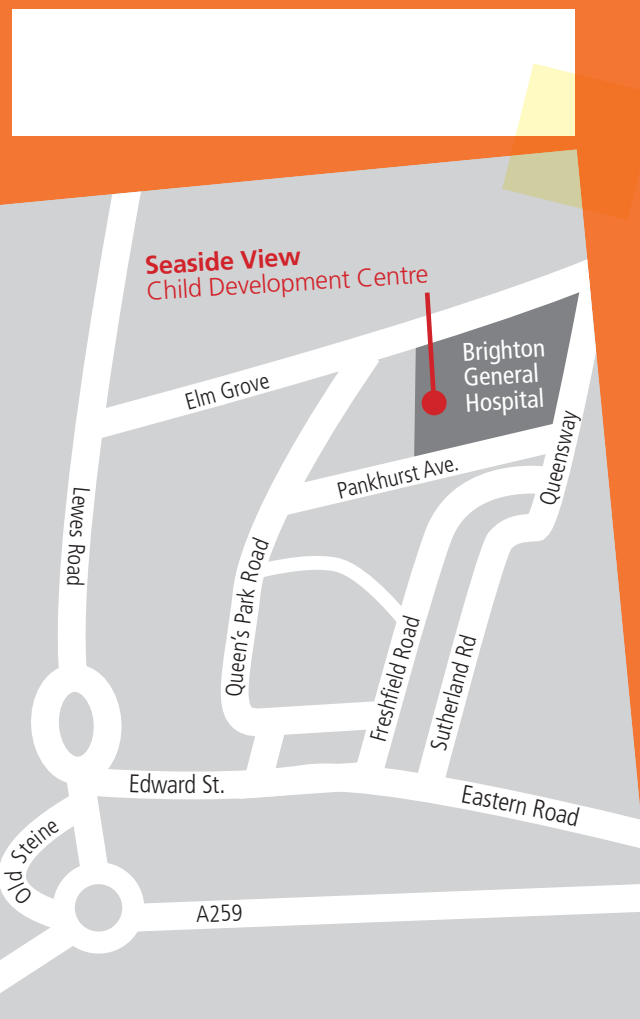 Seaside View
Child Development Centre
Brighton
General
Hospital
Elm Grove
Pankhurst Ave.
Queensway
Lewes Road
Queen's Park Road
Freshfield Road
Sutherland Rd
Edward St.
Eastern Road
Old Steine
A259